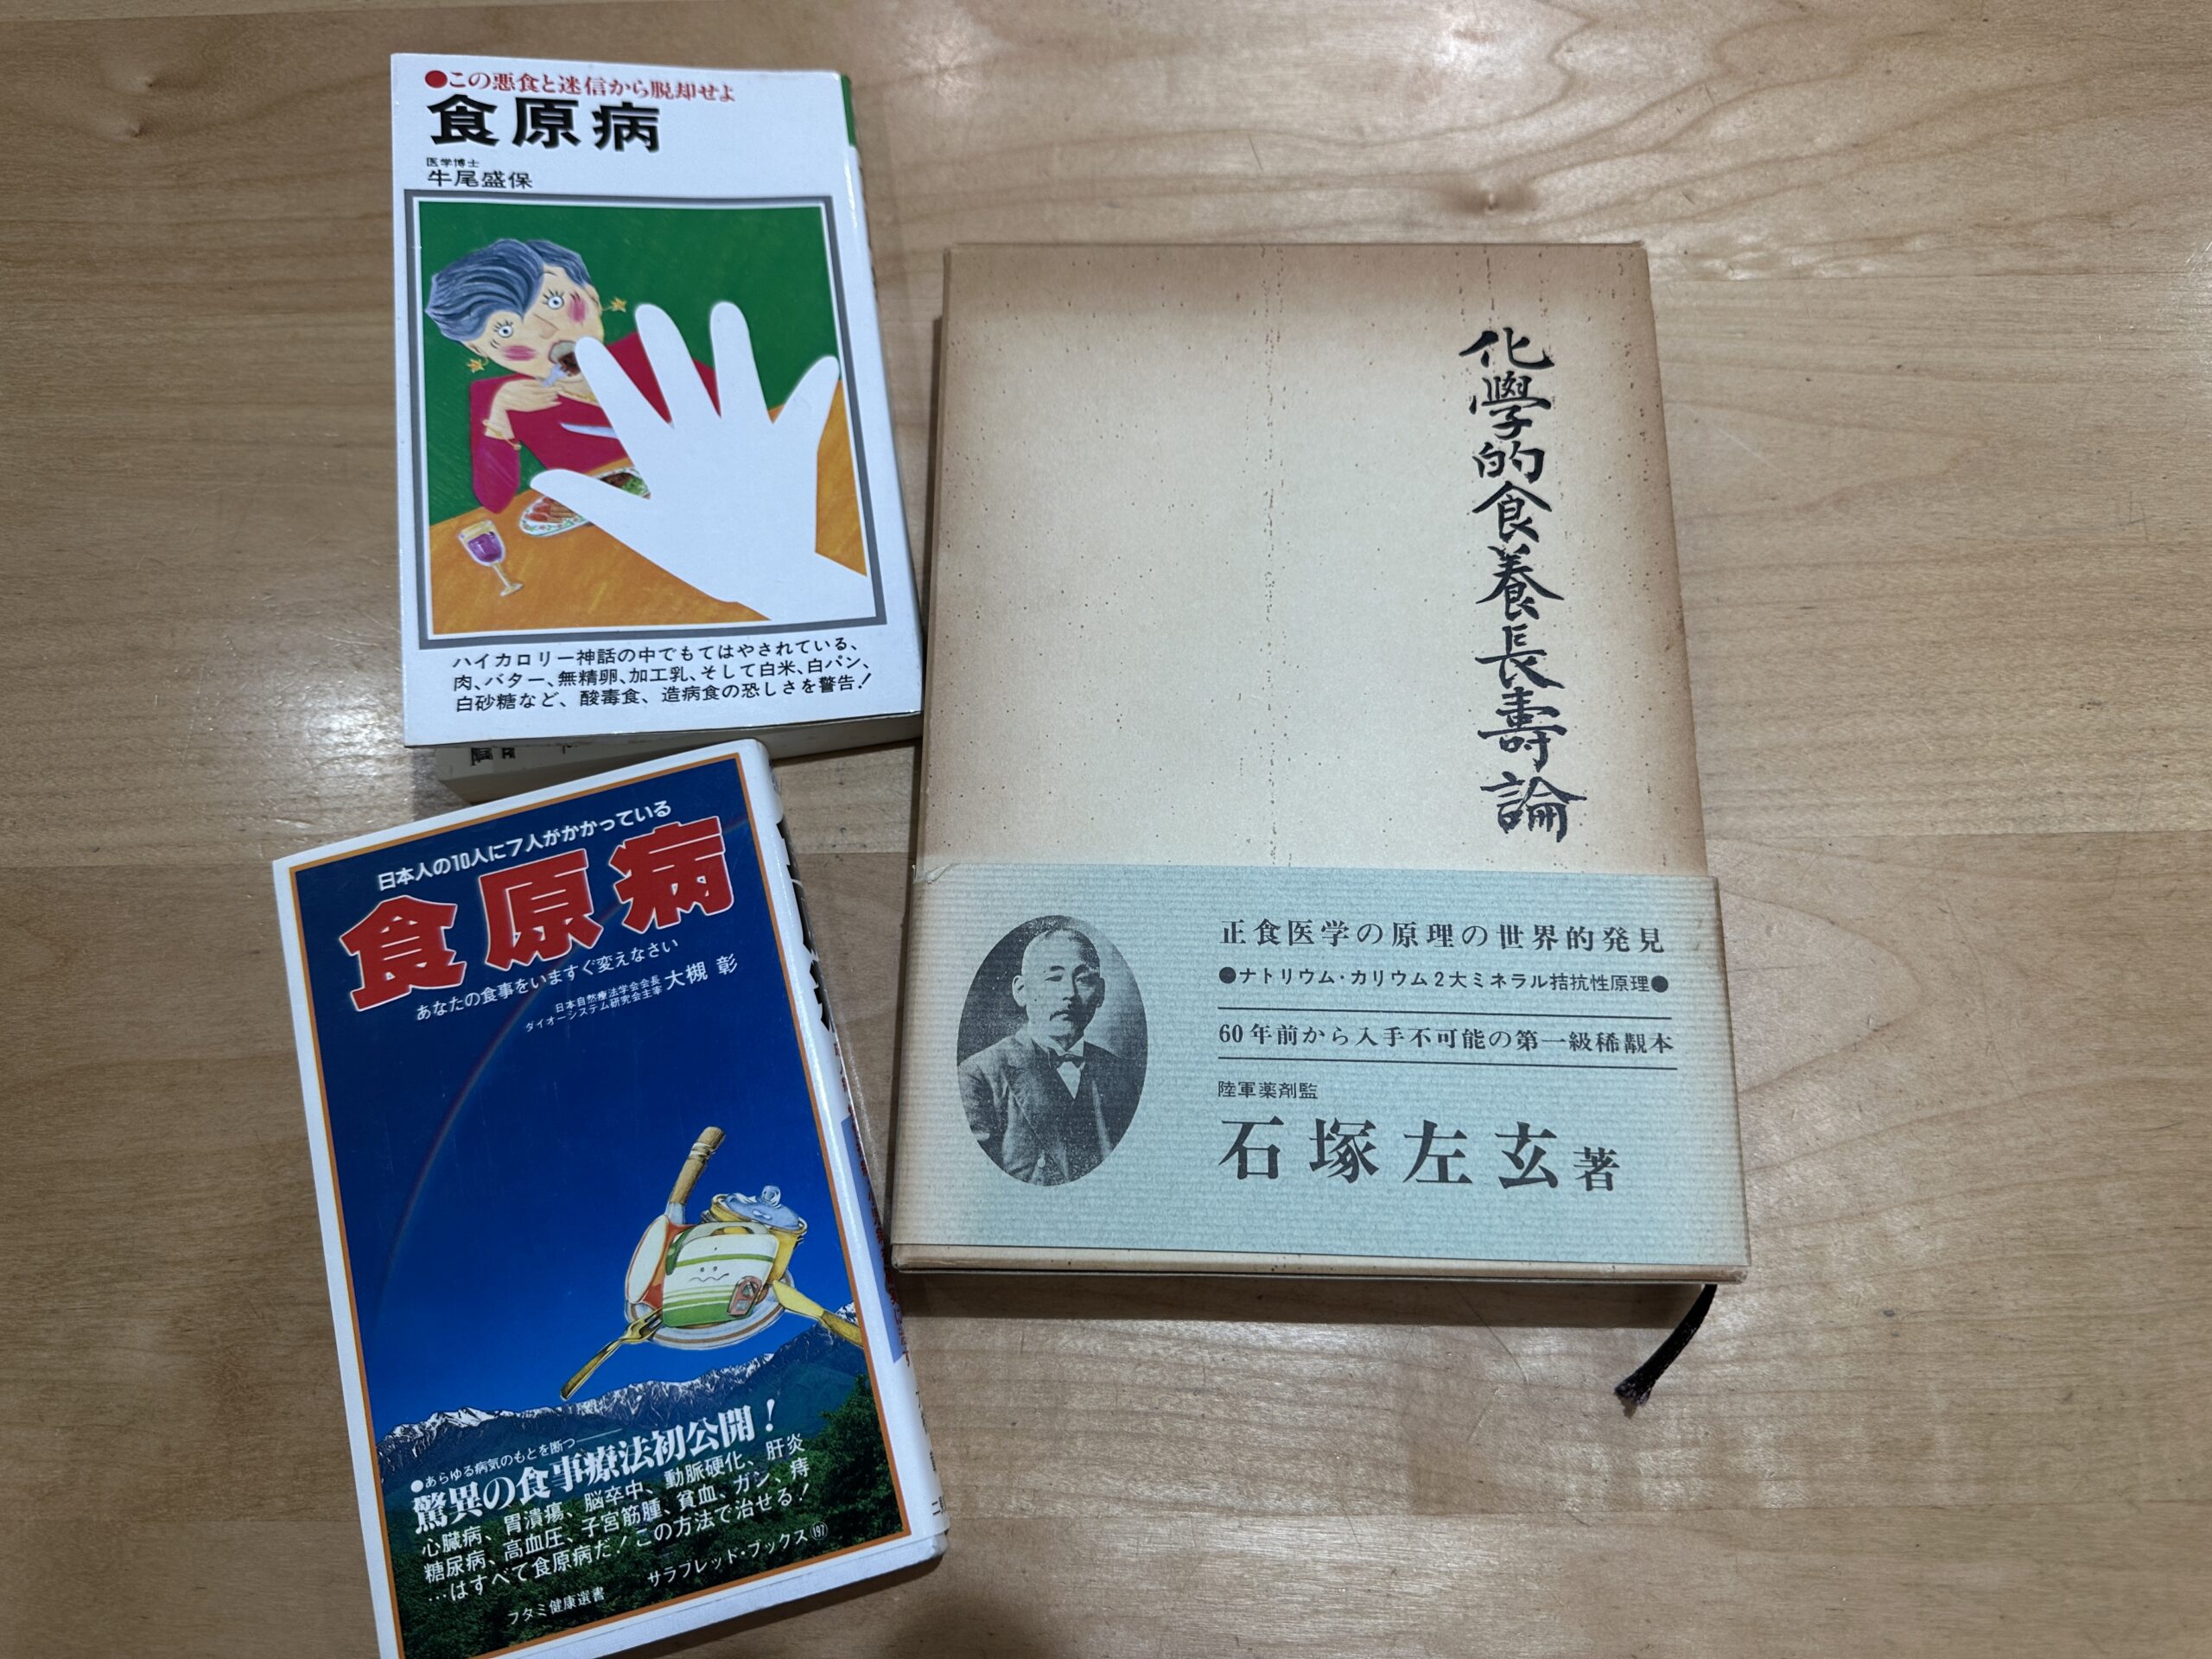 ●この悪食と迷信から脱却せよ
食原病
医学博士
牛尾盛保
ハイカロリー神話の中でもてはやされている、
肉、バター、無精卵、加工乳、そして白米、白パン、
白砂糖など、酸毒食、造病食の恐しさを警告!
日本人の10人に7人がかかっている
食原病
あなたの食事をいますぐ変えなさい
日本自然療法学会会長
ダイオーシステム研究会主宰
大槻 彰
●あらゆる病気のもとを断つ――
驚異の食事療法初公開!
心臓病、胃潰瘍、脳卒中、動脈硬化、肝炎
糖尿病、高血圧、子宮筋腫、貧血、ガン、痔
…はすべて食原病だ!この方法で治せる!
フタミ健康選書
サラブレッド・ブックス(197)
化學的食養長壽論
正食医学の原理の世界的発見
●ナトリウム・カリウム2大ミネラル拮抗性原理●
60年前から入手不可能の第一級稀覯本
陸軍薬剤監
石塚左玄著